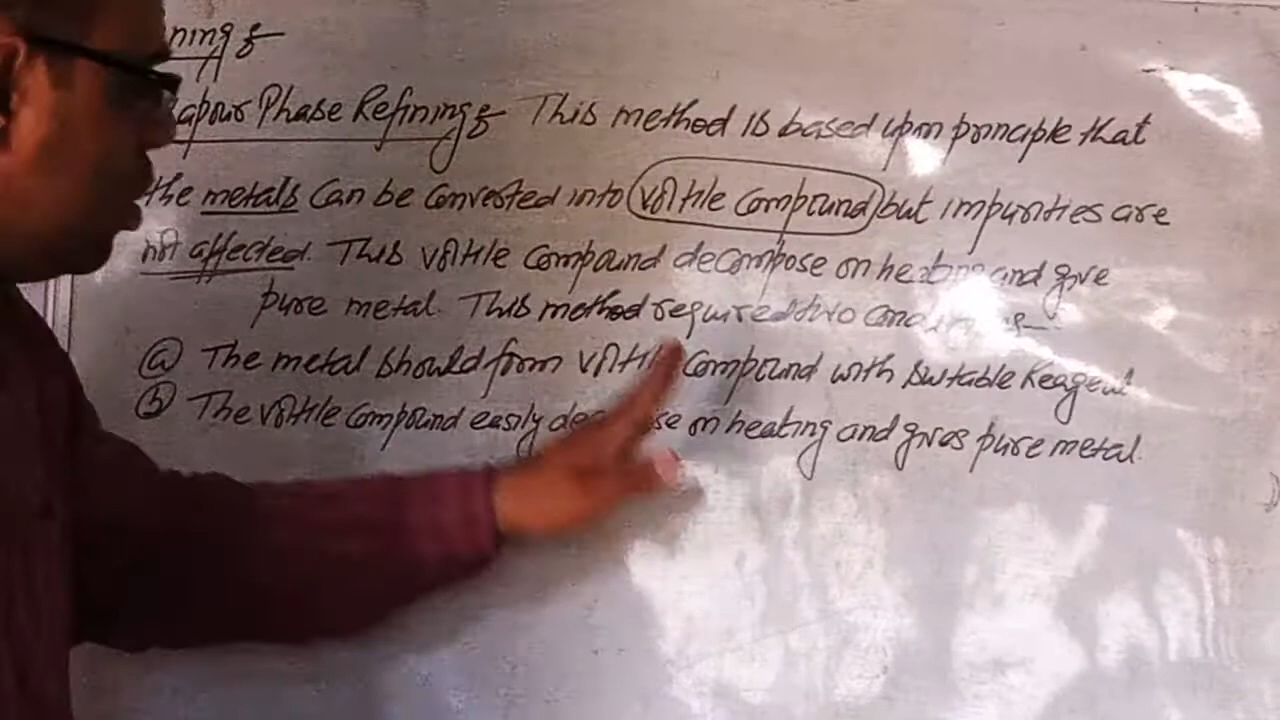 ning :-
Vapour Phase Refining :- This method is based upon principle that
the metals can be converted into voltile compound but impurities are
not affected. This voltile compound decompose on heating and give
pure metal. This method required two conditions :-
(a) The metal should form voltile compound with suitable Reagent
(b) The voltile compound easily decompose on heating and gives pure metal.